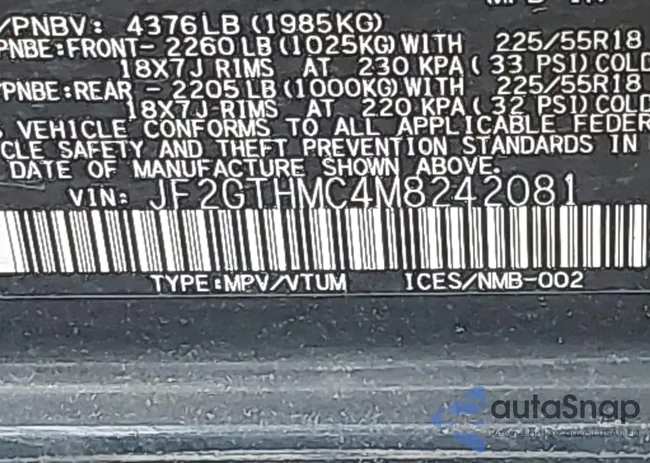 /PNBV: 4376LB (1985KG)
PNBE:FRONT- 2260LB(1025KG)WITH 225/55R18
18X7J RIMS AT 230 KPA( 33 PSI)COLD
/PNBE:REAR - 2205LB(1000KG)WITH 225/55R18
18X7J-RIMS AT 220 KPA( 32 PSI)COLD
VEHICLE CONFORMS TO ALL APPLICABLE FEDER
CLE SAFETY AND THEFT PREVENTION STANDARDS IN
DATE OF MANUFACTURE SHOWN ABOVE.
VIN: JF2GTHMC4M8242081
TYPE:MPV/VTUM ICES/NMB-002
autaSnap